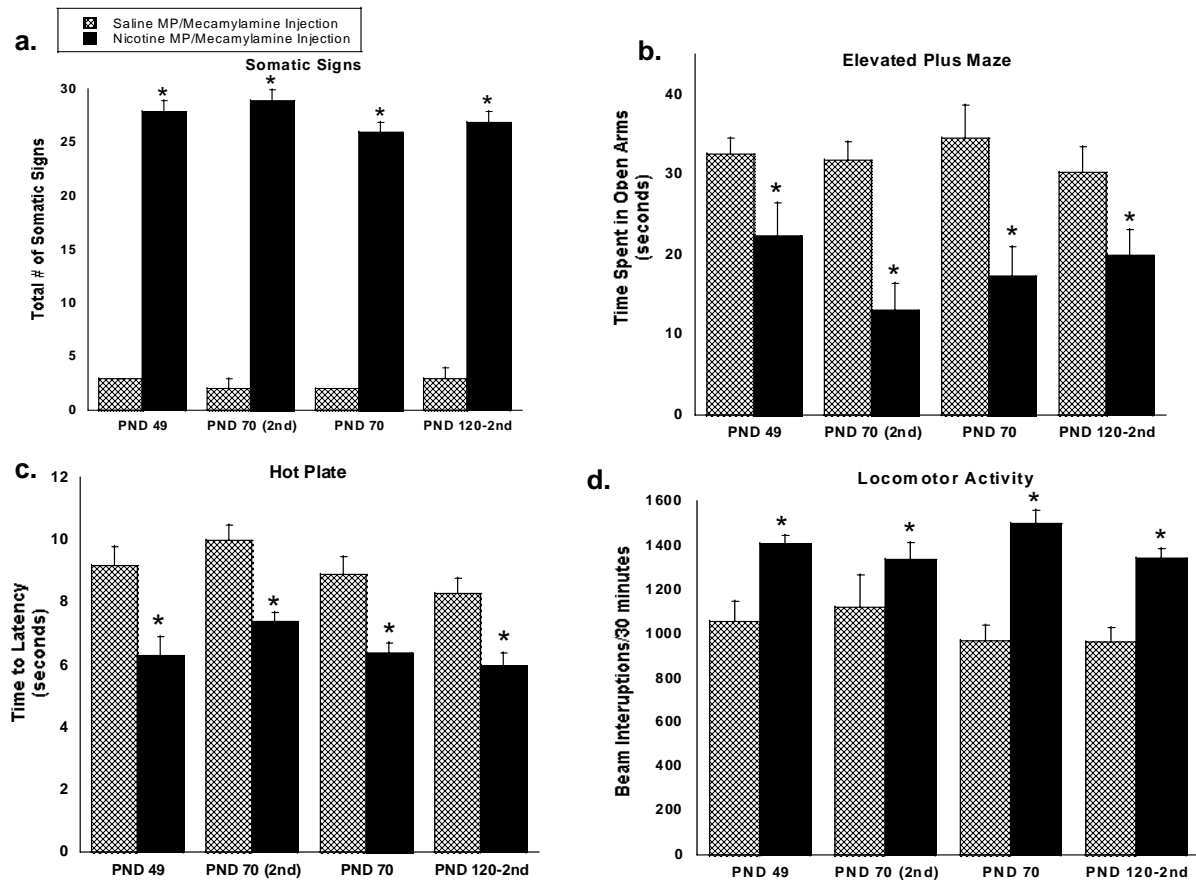 Saline MP/Mecamylamine Injection
Nicotine MP/Mecamylamine Injection
a.
Somatic Signs
Total # of Somatic Signs
30
25
20
15
10
5
0
* * * *
PND 49 PND 70 (2nd) PND 70 PND 120-2nd
b.
Elevated Plus Maze
Time Spent in Open Arms
(seconds)
40
30
20
10
0
* * * *
PND 49 PND 70 (2nd) PND 70 PND 120-2nd
c.
Hot Plate
Time to Latency
(seconds)
12
10
8
6
4
2
0
* * * *
PND 49 PND 70 (2nd) PND 70 PND 120-2nd
d.
Locomotor Activity
Beam Interuptions/30 minutes
1600
1400
1200
1000
800
600
400
200
0
* * * *
PND 49 PND 70 (2nd) PND 70 PND 120-2nd